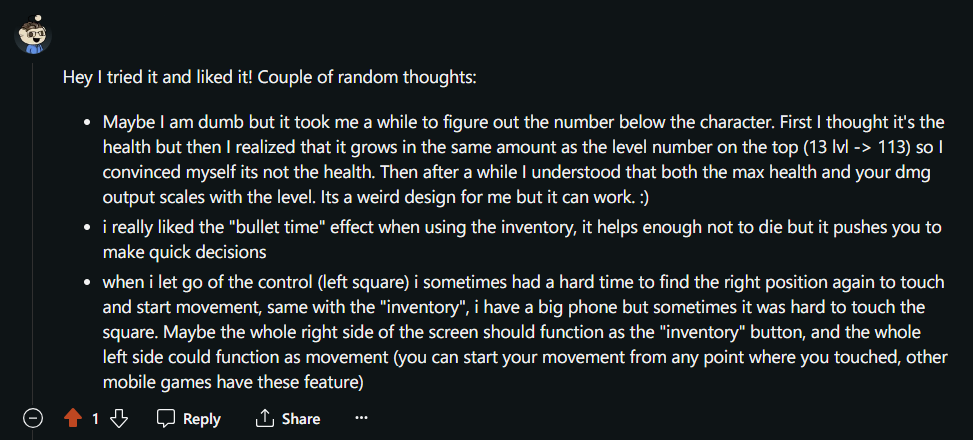 Hey I tried it and liked it! Couple of random thoughts:
• Maybe I am dumb but it took me a while to figure out the number below the character. First I thought it's the
health but then I realized that it grows in the same amount as the level number on the top (13 lvl -> 113) so I
convinced myself its not the health. Then after a while I understood that both the max health and your dmg
output scales with the level. Its a weird design for me but it can work. :)
• i really liked the "bullet time" effect when using the inventory, it helps enough not to die but it pushes you to
make quick decisions
• when i let go of the control (left square) i sometimes had a hard time to find the right position again to touch
and start movement, same with the "inventory", i have a big phone but sometimes it was hard to touch the
square. Maybe the whole right side of the screen should function as the "inventory" button, and the whole
left side could function as movement (you can start your movement from any point where you touched, other
mobile games have these feature)
1 Reply Share ...